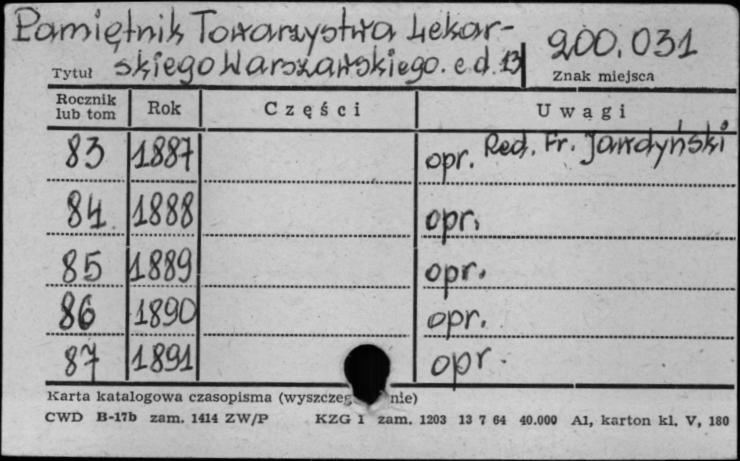 Pamiętnik Towarzystwa Lekar-
skiego Warszawskiego. c.d. 13
200.031
Tytuł
Znak miejsca
Rocznik lub tom Rok Części Uwagi
83 1887 opr. Red. Fr. Jawdyński
84 1888 opr.
85 1889 opr.
86 1890 opr.
87 1891 opr.
Karta katalogowa czasopisma (wyszczeg nie)
CWD B-17b zam. 1414 ZW/P KZG 1 zam. 1203 13 7 64 40.000 A1, karton kl. V, 180